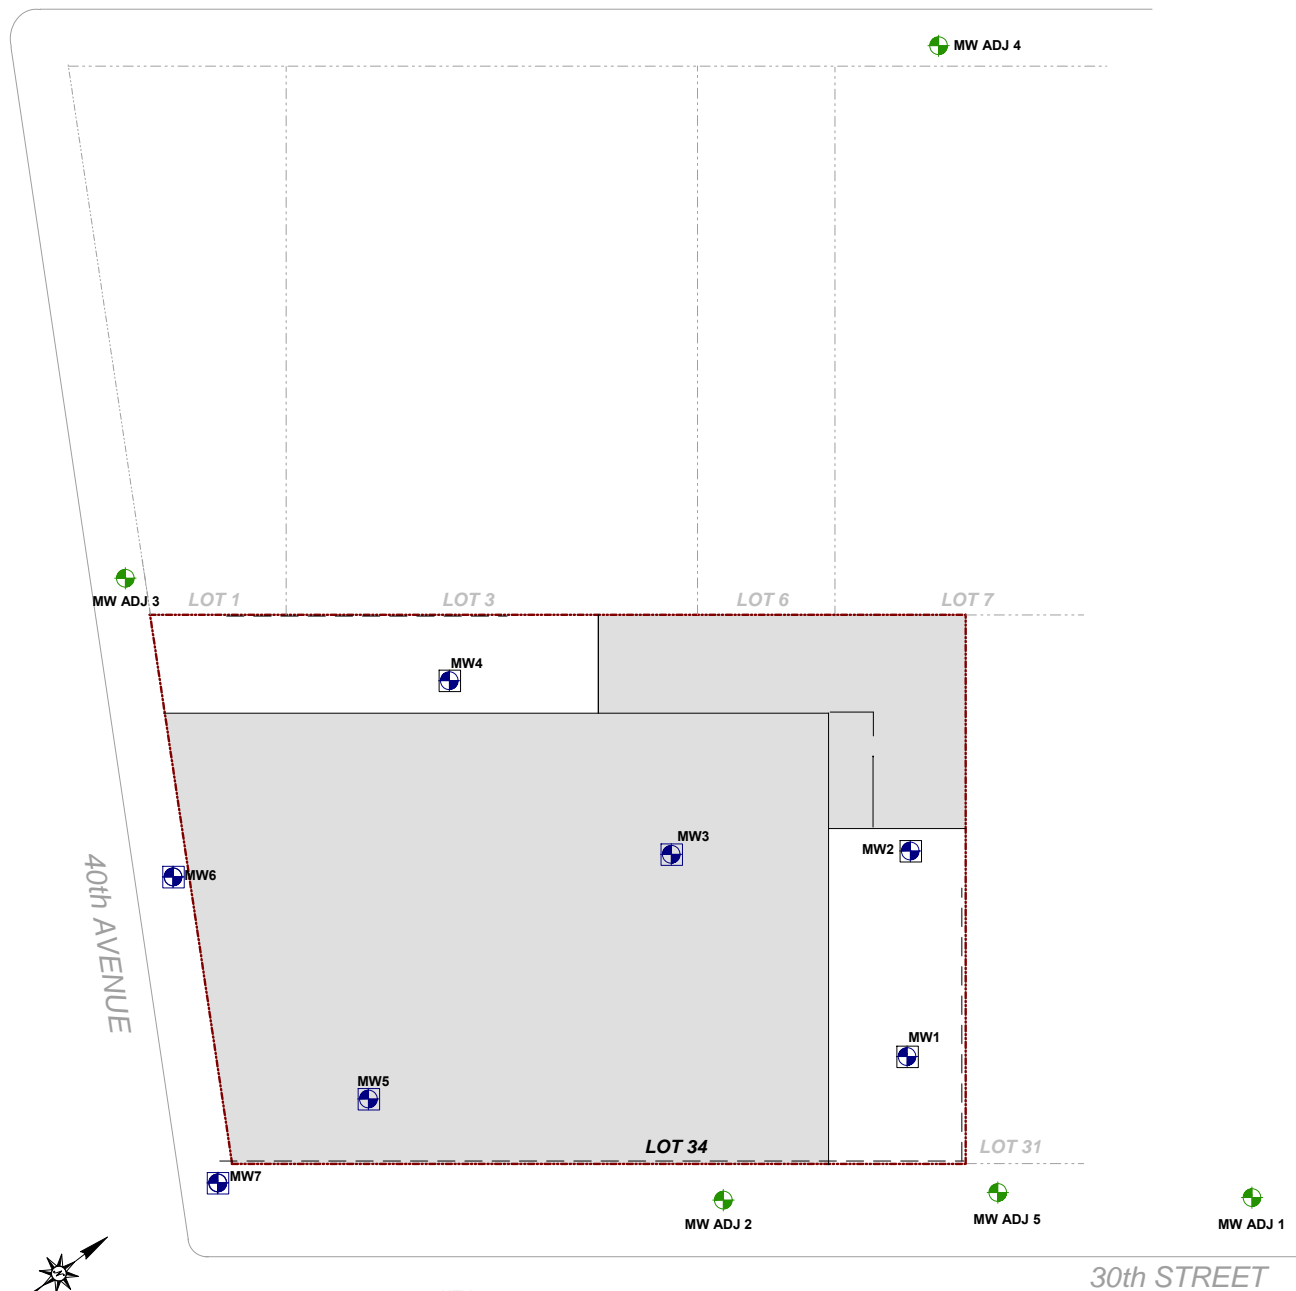 MW ADJ 4
MW ADJ 3
LOT 1
LOT 3
LOT 6
LOT 7
MW4
MW3
MW2
MW6
40th AVENUE
MW1
MW5
LOT 34
LOT 31
MW7
MW ADJ 2
MW ADJ 5
MW ADJ 1
30th STREET